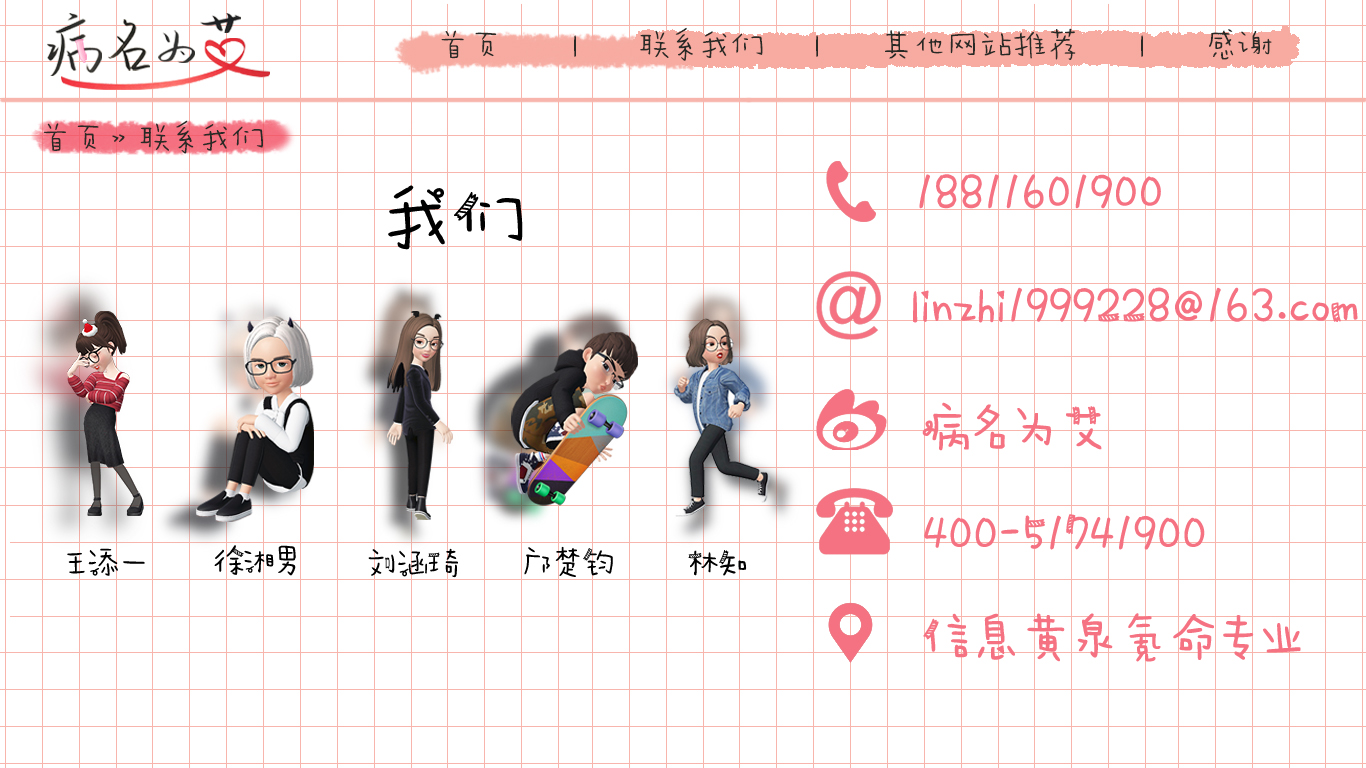 病名为艾
首页 | 联系我们 | 其他网站推荐 | 感谢
首页 » 联系我们
我们
王添一
徐湘男
刘涵琦
邝楚钧
林知
18811601900
linzhi1999228@163.com
病名为艾
400-51741900
信息黄泉氪命专业